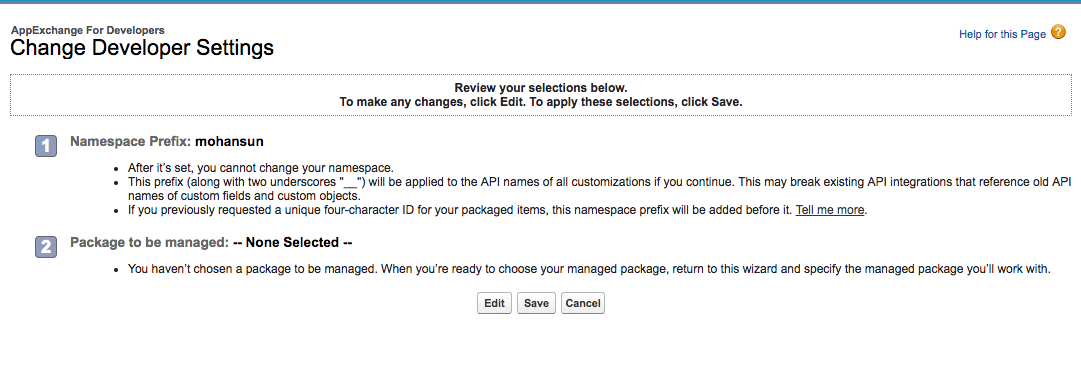 AppExchange For Developers
Change Developer Settings
Help for this Page ?
Review your selections below.
To make any changes, click Edit. To apply these selections, click Save.
1 Namespace Prefix: mohansun
• After it's set, you cannot change your namespace.
• This prefix (along with two underscores "__") will be applied to the API names of all customizations if you continue. This may break existing API integrations that reference old API
names of custom fields and custom objects.
• If you previously requested a unique four-character ID for your packaged items, this namespace prefix will be added before it. Tell me more.
2 Package to be managed: -- None Selected --
• You haven't chosen a package to be managed. When you're ready to choose your managed package, return to this wizard and specify the managed package you'll work with.
Edit Save Cancel